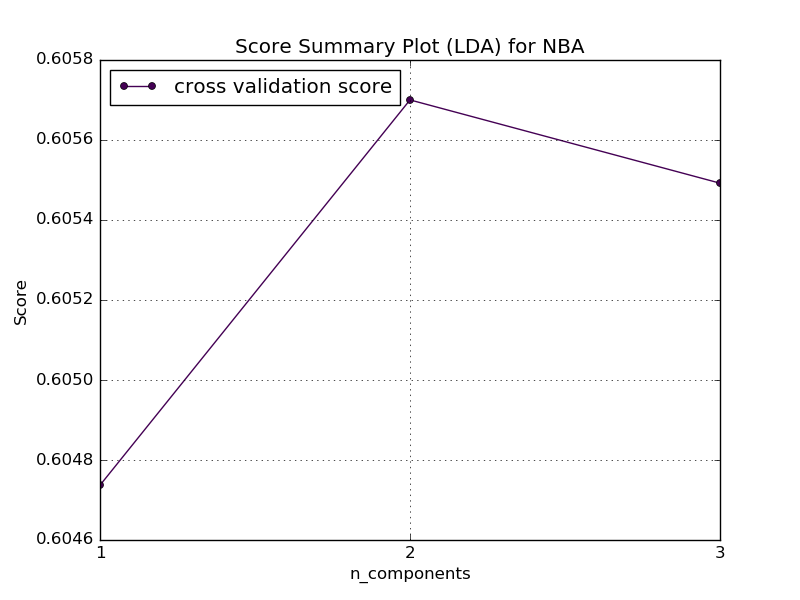 Score Summary Plot (LDA) for NBA
cross validation score
0.6058
0.6056
0.6054
0.6052
0.6050
0.6048
0.6046
Score
1 2 3
n_components